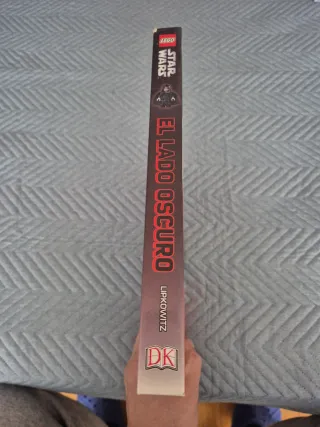 LEGO
STAR
WARS
EL LADO OSCURO
LIPKOWITZ
DK